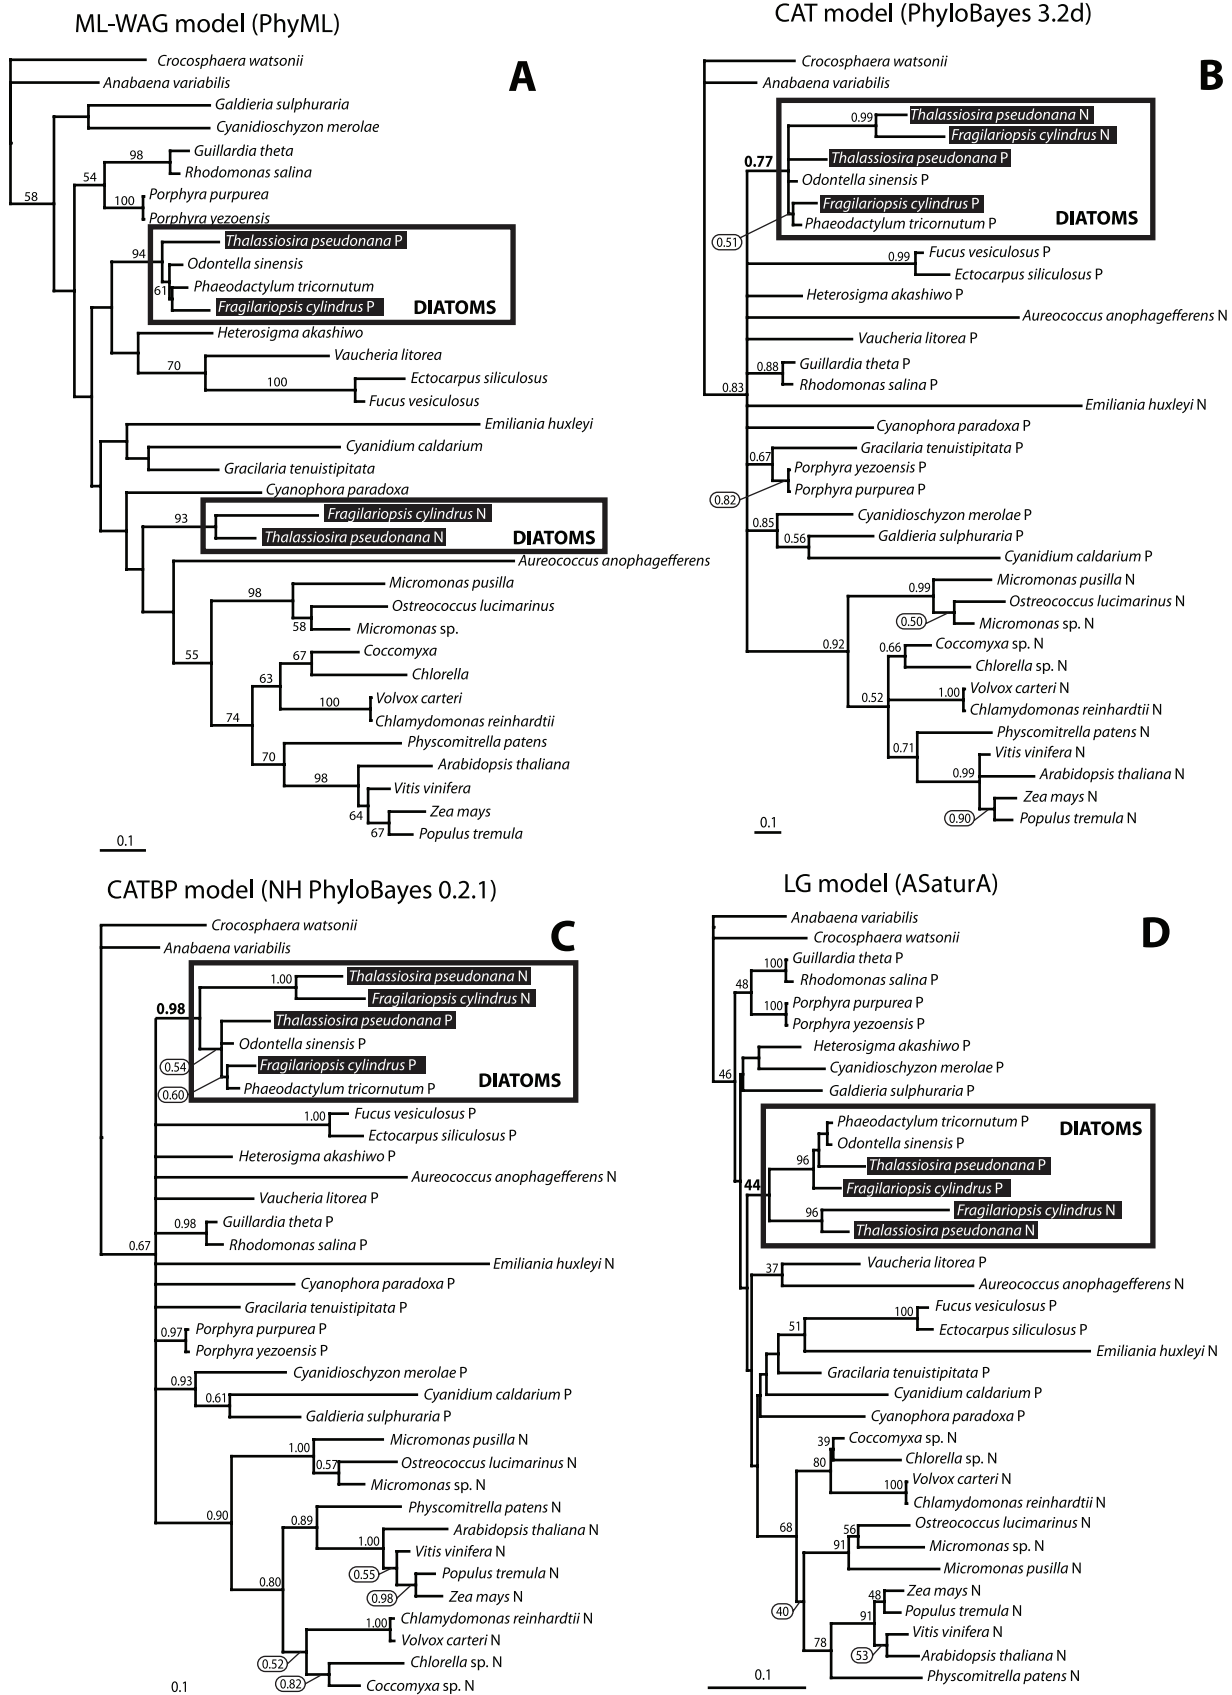 ML-WAG model (PhyML)
A
Crocosphaera watsonii
Anabaena variabilis
Galdieria sulphuraria
Cyanidioschyzon merolae
98
Guillardia theta
Rhodomonas salina
54
Porphyra purpurea
100
58
Porphyra yezoensis
Thalassiosira pseudonana P
94
Odontella sinensis
Phaeodactylum tricornutum
61
Fragilariopsis cylindrus P
DIATOMS
Heterosigma akashiwo
Vaucheria litorea
70
Ectocarpus siliculosus
100
Fucus vesiculosus
Emiliania huxleyi
Cyanidium caldarium
Gracilaria tenuistipitata
Cyanophora paradoxa
Fragilariopsis cylindrus N
93
Thalassiosira pseudonana N
DIATOMS
Aureococcus anophagefferens
Micromonas pusilla
98
Ostreococcus lucimarinus
58
Micromonas sp.
Coccomyxa
67
55
Chlorella
63
Volvox carteri
100
Chlamydomonas reinhardtii
74
Physcomitrella patens
70
Arabidopsis thaliana
98
Vitis vinifera
64
Zea mays
67
Populus tremula
0.1
CAT model (PhyloBayes 3.2d)
B
Crocosphaera watsonii
Anabaena variabilis
Thalassiosira pseudonana N
0.99
Fragilariopsis cylindrus N
0.77
Thalassiosira pseudonana P
Odontella sinensis P
Fragilariopsis cylindrus P
DIATOMS
Phaeodactylum tricornutum P
0.51
Fucus vesiculosus P
0.99
Ectocarpus siliculosus P
Heterosigma akashiwo P
Aureococcus anophagefferens N
Vaucheria litorea P
Guillardia theta P
0.88
Rhodomonas salina P
0.83
Emiliania huxleyi N
Cyanophora paradoxa P
Gracilaria tenuistipitata P
0.67
Porphyra yezoensis P
0.82
Porphyra purpurea P
Cyanidioschyzon merolae P
0.85
Galdieria sulphuraria P
0.56
Cyanidium caldarium P
Micromonas pusilla N
0.99
Ostreococcus lucimarinus N
0.50
Micromonas sp. N
0.92
Coccomyxa sp. N
0.66
Chlorella sp. N
Volvox carteri N
1.00
0.52
Chlamydomonas reinhardtii N
Physcomitrella patens N
0.71
Vitis vinifera N
0.99
Arabidopsis thaliana N
Zea mays N
0.90
Populus tremula N
0.1
CATBP model (NH PhyloBayes 0.2.1)
C
Crocosphaera watsonii
Anabaena variabilis
Thalassiosira pseudonana N
1.00
Fragilariopsis cylindrus N
0.98
Thalassiosira pseudonana P
Odontella sinensis P
0.54
Fragilariopsis cylindrus P
DIATOMS
0.60
Phaeodactylum tricornutum P
Fucus vesiculosus P
1.00
Ectocarpus siliculosus P
Heterosigma akashiwo P
Aureococcus anophagefferens N
Vaucheria litorea P
Guillardia theta P
0.98
Rhodomonas salina P
0.67
Emiliania huxleyi N
Cyanophora paradoxa P
Gracilaria tenuistipitata P
Porphyra purpurea P
0.97
Porphyra yezoensis P
Cyanidioschyzon merolae P
0.93
Cyanidium caldarium P
0.61
Galdieria sulphuraria P
Micromonas pusilla N
1.00
Ostreococcus lucimarinus N
0.57
Micromonas sp. N
0.90
Physcomitrella patens N
0.89
Arabidopsis thaliana N
1.00
Vitis vinifera N
0.55
Populus tremula N
0.80
0.98
Zea mays N
Chlamydomonas reinhardtii N
1.00
Volvox carteri N
0.52
Chlorella sp. N
0.82
Coccomyxa sp. N
0.1
LG model (ASaturA)
D
Anabaena variabilis
Crocosphaera watsonii
Guillardia theta P
100
Rhodomonas salina P
48
Porphyra purpurea P
100
Porphyra yezoensis P
Heterosigma akashiwo P
46
Cyanidioschyzon merolae P
Galdieria sulphuraria P
Phaeodactylum tricornutum P
DIATOMS
Odontella sinensis P
96
Thalassiosira pseudonana P
44
Fragilariopsis cylindrus P
96
Fragilariopsis cylindrus N
Thalassiosira pseudonana N
Vaucheria litorea P
37
Aureococcus anophagefferens N
Fucus vesiculosus P
100
51
Ectocarpus siliculosus P
Emiliania huxleyi N
Gracilaria tenuistipitata P
Cyanidium caldarium P
Cyanophora paradoxa P
39
Coccomyxa sp. N
80
Chlorella sp. N
Volvox carteri N
100
Chlamydomonas reinhardtii N
68
Ostreococcus lucimarinus N
56
91
Micromonas sp. N
Micromonas pusilla N
48
Zea mays N
40
Populus tremula N
91
Vitis vinifera N
78
53
Arabidopsis thaliana N
Physcomitrella patens N
0.1